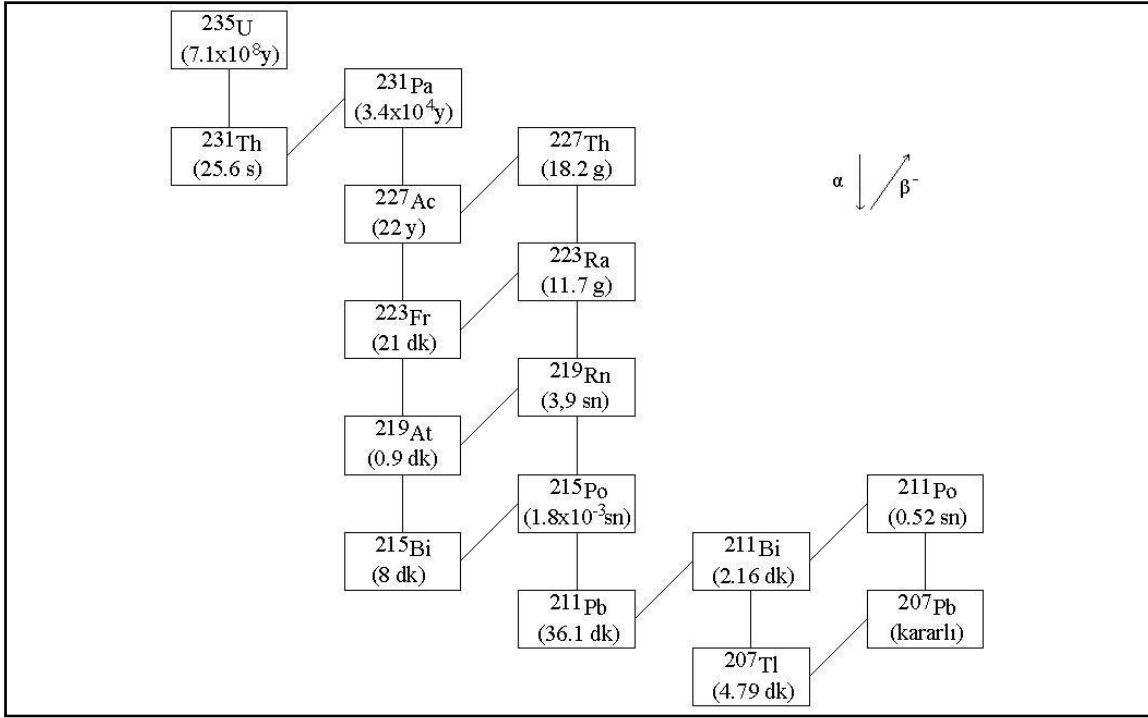 ²³⁵U
(7.1x10⁸y)
²³¹Pa
(3.4x10⁴y)
²³¹Th
(25.6 s)
²²⁷Th
(18.2 g)
α
β⁻
²²⁷Ac
(22 y)
²²³Ra
(11.7 g)
²²³Fr
(21 dk)
²¹⁹Rn
(3,9 sn)
²¹⁹At
(0.9 dk)
²¹⁵Po
(1.8x10⁻³sn)
²¹¹Po
(0.52 sn)
²¹⁵Bi
(8 dk)
²¹¹Bi
(2.16 dk)
²¹¹Pb
(36.1 dk)
²⁰⁷Pb
(kararlı)
²⁰⁷Tl
(4.79 dk)